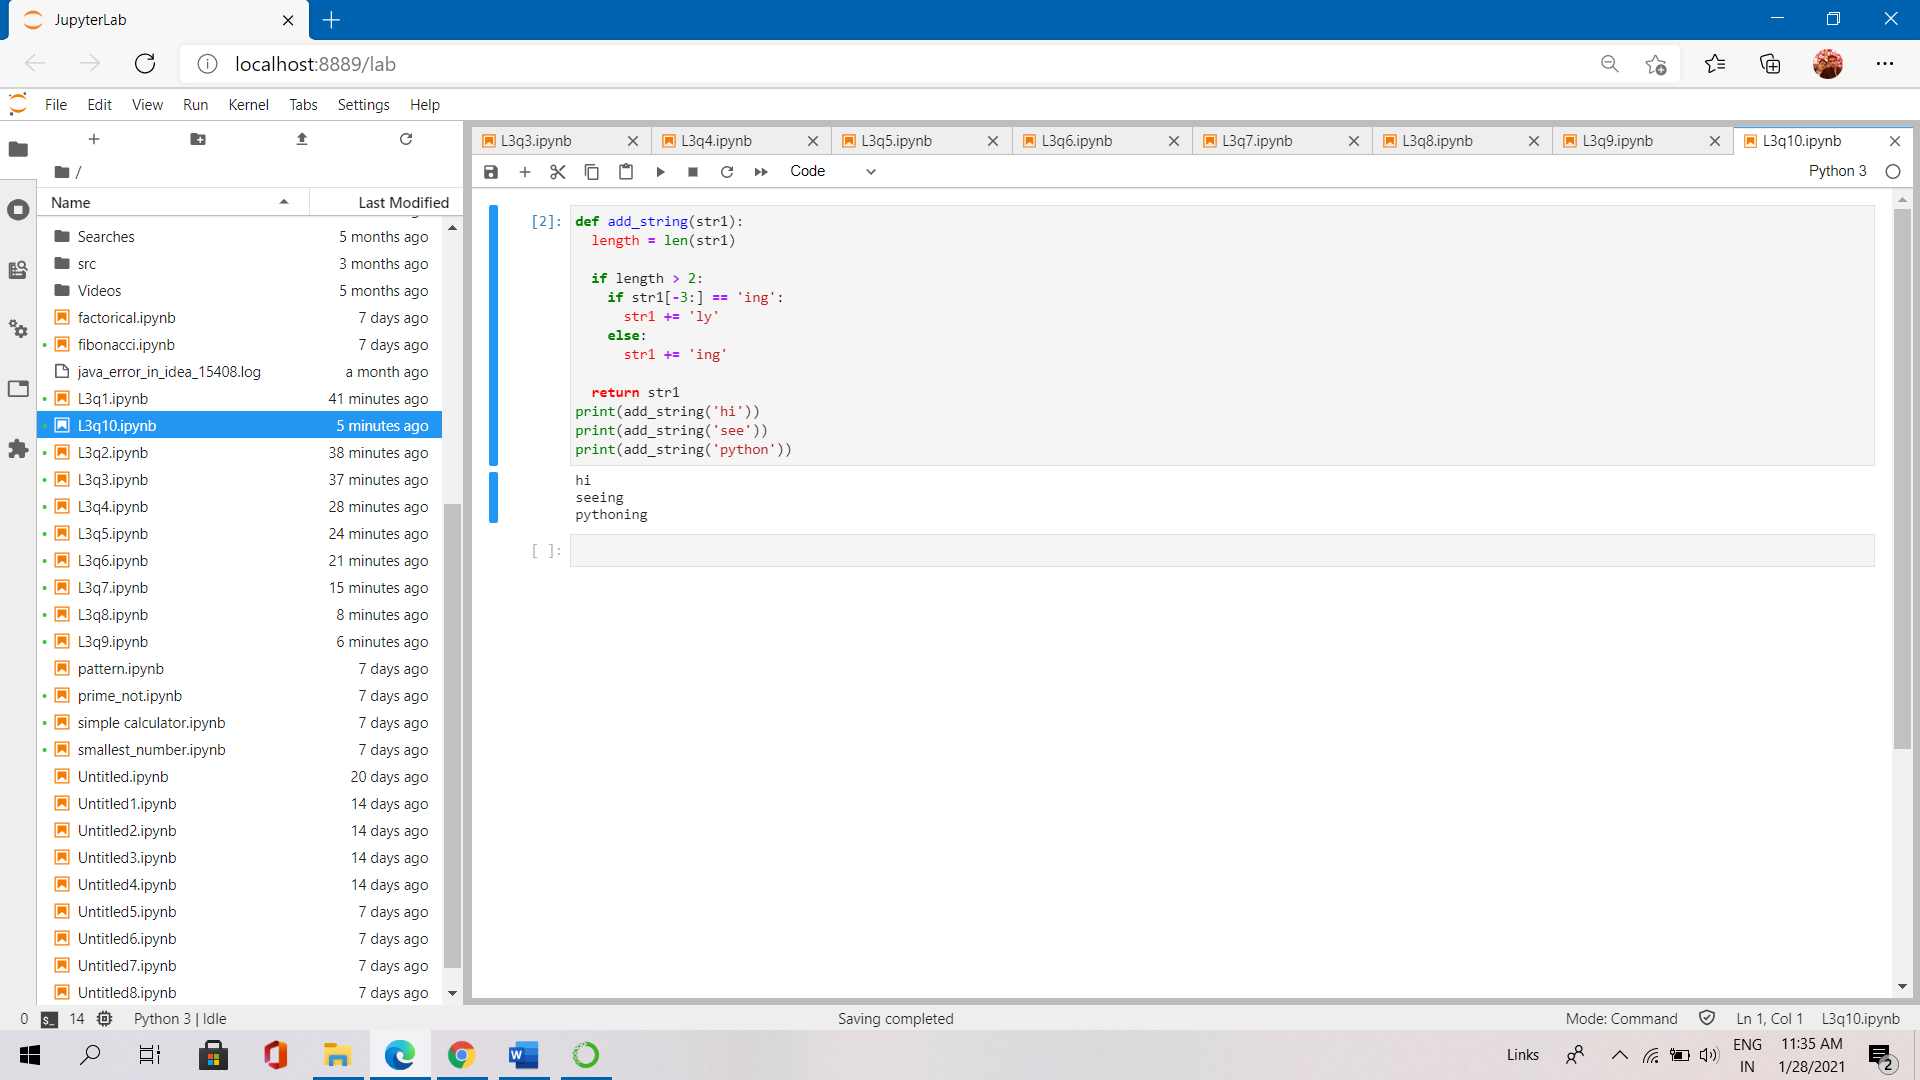 JupyterLab
localhost:8889/lab
File Edit View Run Kernel Tabs Settings Help
L3q3.ipynb L3q4.ipynb L3q5.ipynb L3q6.ipynb L3q7.ipynb L3q8.ipynb L3q9.ipynb L3q10.ipynb
/
Code Python 3
Name Last Modified
Searches 5 months ago
src 3 months ago
Videos 5 months ago
factorical.ipynb 7 days ago
fibonacci.ipynb 7 days ago
java_error_in_idea_15408.log a month ago
L3q1.ipynb 41 minutes ago
L3q10.ipynb 5 minutes ago
L3q2.ipynb 38 minutes ago
L3q3.ipynb 37 minutes ago
L3q4.ipynb 28 minutes ago
L3q5.ipynb 24 minutes ago
L3q6.ipynb 21 minutes ago
L3q7.ipynb 15 minutes ago
L3q8.ipynb 8 minutes ago
L3q9.ipynb 6 minutes ago
pattern.ipynb 7 days ago
prime_not.ipynb 7 days ago
simple calculator.ipynb 7 days ago
smallest_number.ipynb 7 days ago
Untitled.ipynb 20 days ago
Untitled1.ipynb 14 days ago
Untitled2.ipynb 14 days ago
Untitled3.ipynb 14 days ago
Untitled4.ipynb 14 days ago
Untitled5.ipynb 7 days ago
Untitled6.ipynb 7 days ago
Untitled7.ipynb 7 days ago
Untitled8.ipynb 7 days ago
[2]: def add_string(str1):
length = len(str1)
if length > 2:
if str1[-3:] == 'ing':
str1 += 'ly'
else:
str1 += 'ing'
return str1
print(add_string('hi'))
print(add_string('see'))
print(add_string('python'))
hi
seeing
pythoning
[ ]:
0 $_ 14 Python 3 | Idle Saving completed Mode: Command Ln 1, Col 1 L3q10.ipynb
Links ENG 11:35 AM
IN 1/28/2021 2